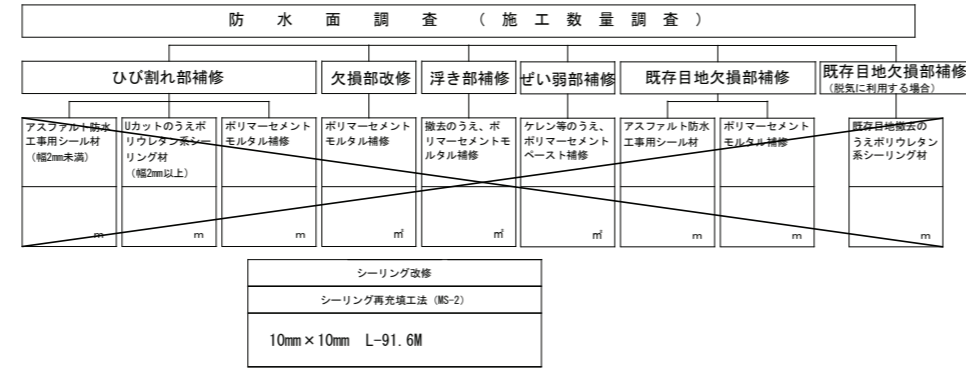 防水面調査(施工数量調査)
ひび割れ部補修
欠損部改修
浮き部補修
ぜい弱部補修
既存目地欠損部補修
既存目地欠損部補修
(脱気に利用する場合)
アスファルト防水
工事用シール材
(幅2mm未満)
Uカットのうえポ
リウレタン系シー
リング材
(幅2mm以上)
ポリマーセメント
モルタル補修
ポリマーセメント
モルタル補修
撤去のうえ、ポ
リマーセメントモ
ルタル補修
ケレン等のうえ、
ポリマーセメント
ペースト補修
アスファルト防水
工事用シール材
ポリマーセメント
モルタル補修
既存目地撤去の
うえポリウレタン
系シーリング材
m
m
m
㎡
㎡
㎡
m
m
m
シーリング改修
シーリング再充填工法(MS-2)
10mm×10mm L-91.6M